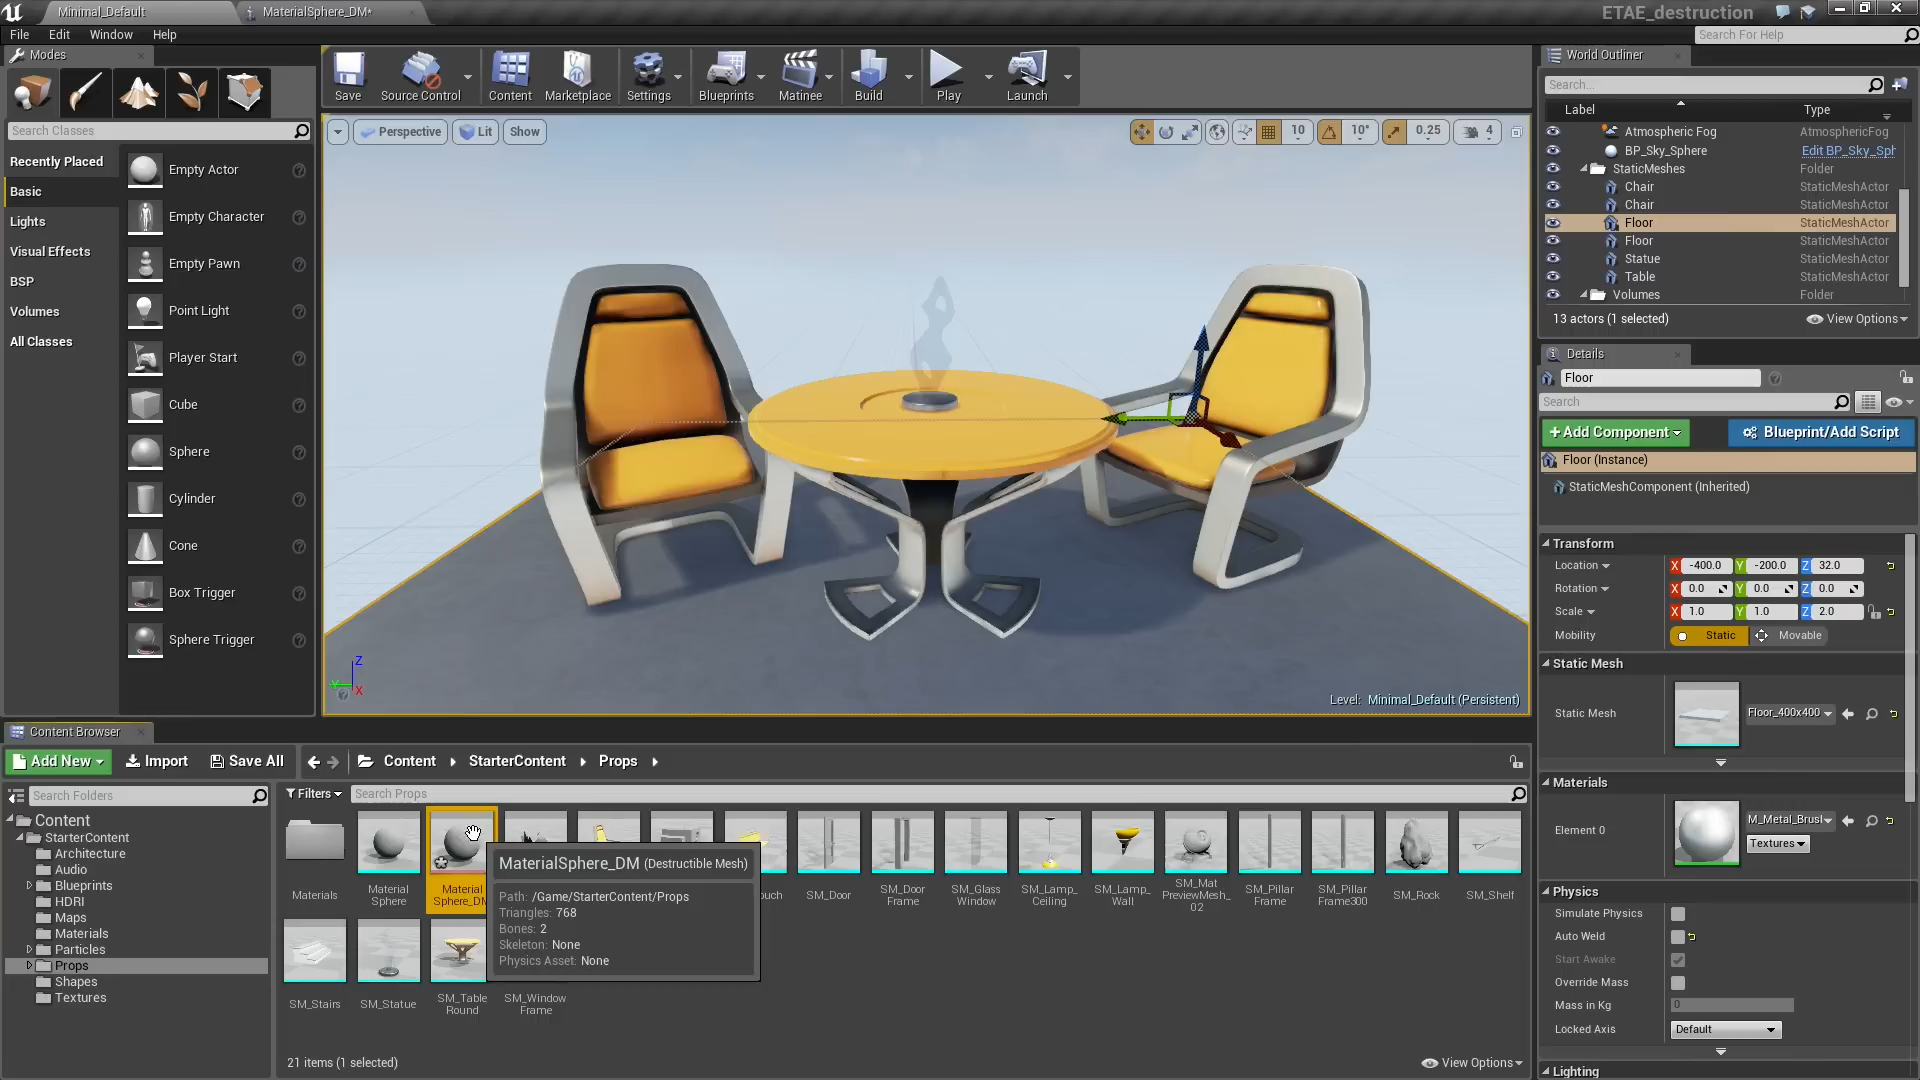 Minimal_Default
MaterialSphere_DM*
ETAE_destruction
File Edit Window Help
Search For Help
Modes
Save
Source Control
Content
Marketplace
Settings
Blueprints
Matinee
Build
Play
Launch
Search Classes
Recently Placed
Basic
Lights
Visual Effects
BSP
Volumes
All Classes
Empty Actor
Empty Character
Empty Pawn
Point Light
Player Start
Cube
Sphere
Cylinder
Cone
Box Trigger
Sphere Trigger
Perspective
Lit
Show
10
10°
0.25
4
Z
X
Level: Minimal_Default (Persistent)
World Outliner
Search...
Label Type
Atmospheric Fog AtmosphericFog
BP_Sky_Sphere Edit BP_Sky_Sph
StaticMeshes Folder
Chair StaticMeshActor
Chair StaticMeshActor
Floor StaticMeshActor
Floor StaticMeshActor
Statue StaticMeshActor
Table StaticMeshActor
Volumes Folder
13 actors (1 selected)
View Options
Details
Floor
Search
+Add Component
Blueprint/Add Script
Floor (Instance)
StaticMeshComponent (Inherited)
Transform
Location X -400.0 Y -200.0 Z 32.0
Rotation X 0.0 Y 0.0 Z 0.0
Scale X 1.0 Y 1.0 Z 2.0
Mobility Static Movable
Static Mesh
Static Mesh Floor_400x400
Materials
Element 0 M_Metal_Brusl
Textures
Physics
Simulate Physics
Auto Weld
Start Awake
Override Mass
Mass in Kg 0
Locked Axis Default
Lighting
Content Browser
Add New
Import
Save All
Content StarterContent Props
Search Folders
Filters
Search Props
Content
StarterContent
Architecture
Audio
Blueprints
HDRI
Maps
Materials
Particles
Props
Shapes
Textures
Materials
Material
Sphere
Material
Sphere_DM
ouch
SM_Door
SM_Door
Frame
SM_Glass
Window
SM_Lamp_
Ceiling
SM_Lamp_
Wall
SM_Mat
PreviewMesh_
02
SM_Pillar
Frame
SM_Pillar
Frame300
SM_Rock
SM_Shelf
MaterialSphere_DM (Destructible Mesh)
Path: /Game/StarterContent/Props
Triangles: 768
Bones: 2
Skeleton: None
Physics Asset: None
SM_Stairs
SM_Statue
SM_Table
Round
SM_Window
Frame
21 items (1 selected)
View Options